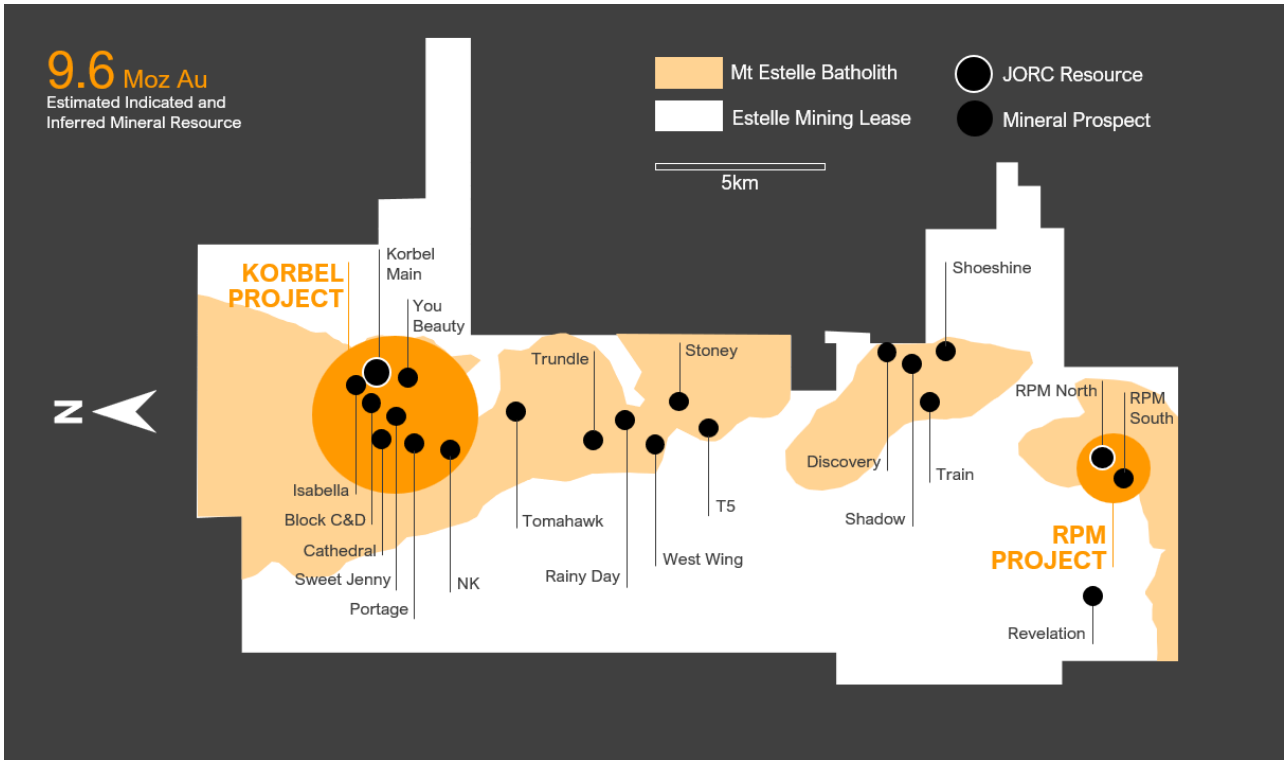 9.6 Moz Au
Estimated Indicated and
Inferred Mineral Resource
Mt Estelle Batholith
Estelle Mining Lease
JORC Resource
Mineral Prospect
5km
N
KORBEL
PROJECT
Korbel
Main
You
Beauty
Trundle
Stoney
Shoeshine
RPM North
RPM
South
Isabella
Block C&D
Cathedral
Sweet Jenny
Portage
NK
Tomahawk
Rainy Day
West Wing
T5
Discovery
Shadow
Train
RPM
PROJECT
Revelation